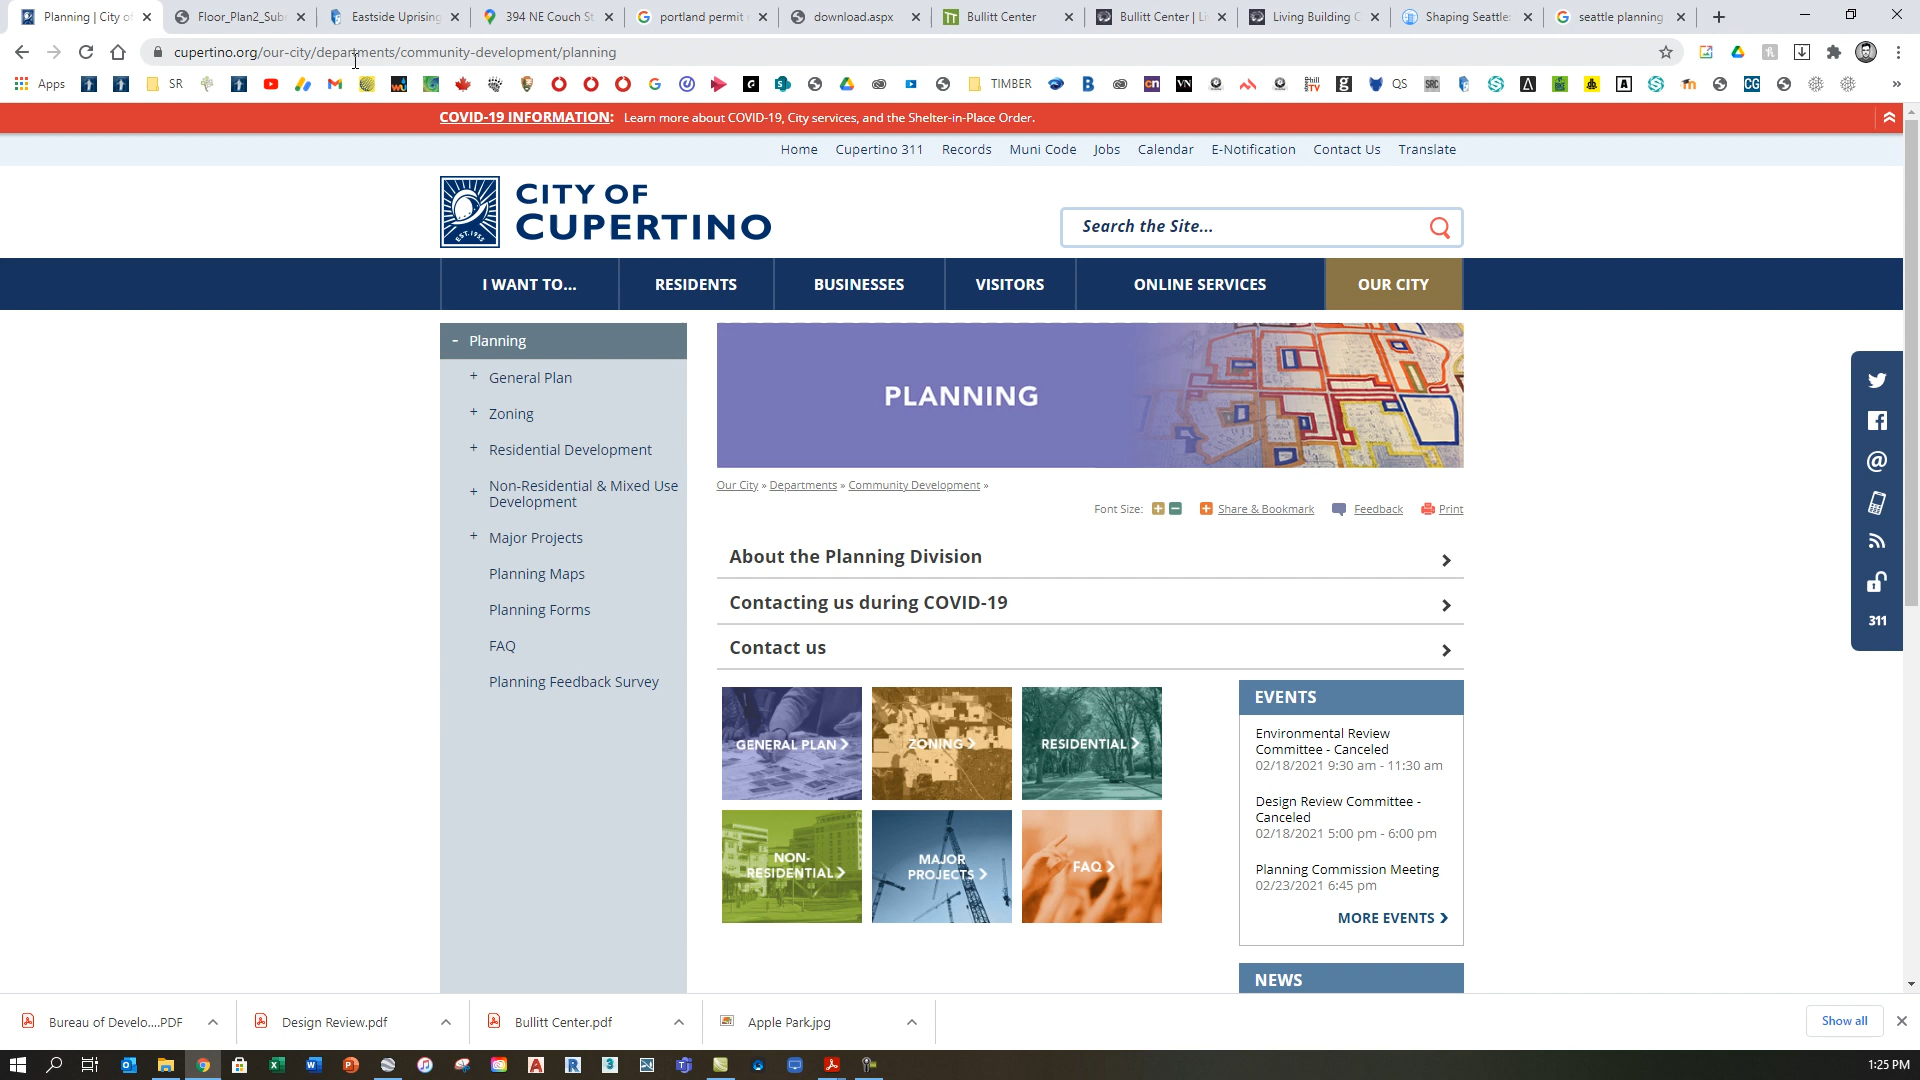 Planning | City of
Floor_Plan2_Sub
Eastside Uprising
394 NE Couch St
portland permit
download.aspx
Bullitt Center
Bullitt Center | Li
Living Building C
Shaping Seattle:
seattle planning
cupertino.org/our-city/departments/community-development/planning
Apps
SR
TIMBER
QS
COVID-19 INFORMATION: Learn more about COVID-19, City services, and the Shelter-in-Place Order.
Home Cupertino 311 Records Muni Code Jobs Calendar E-Notification Contact Us Translate
EST. 1955
CITY OF
CUPERTINO
Search the Site...
I WANT TO... RESIDENTS BUSINESSES VISITORS ONLINE SERVICES OUR CITY
- Planning
+ General Plan
+ Zoning
+ Residential Development
+ Non-Residential & Mixed Use
Development
+ Major Projects
Planning Maps
Planning Forms
FAQ
Planning Feedback Survey
PLANNING
Our City » Departments » Community Development »
Font Size: Share & Bookmark Feedback Print
About the Planning Division
Contacting us during COVID-19
Contact us
GENERAL PLAN
ZONING
RESIDENTIAL
NON-
RESIDENTIAL
MAJOR
PROJECTS
FAQ
EVENTS
Environmental Review
Committee - Canceled
02/18/2021 9:30 am - 11:30 am
Design Review Committee -
Canceled
02/18/2021 5:00 pm - 6:00 pm
Planning Commission Meeting
02/23/2021 6:45 pm
MORE EVENTS
NEWS
311
Bureau of Develo....PDF
Design Review.pdf
Bullitt Center.pdf
Apple Park.jpg
Show all
1:25 PM